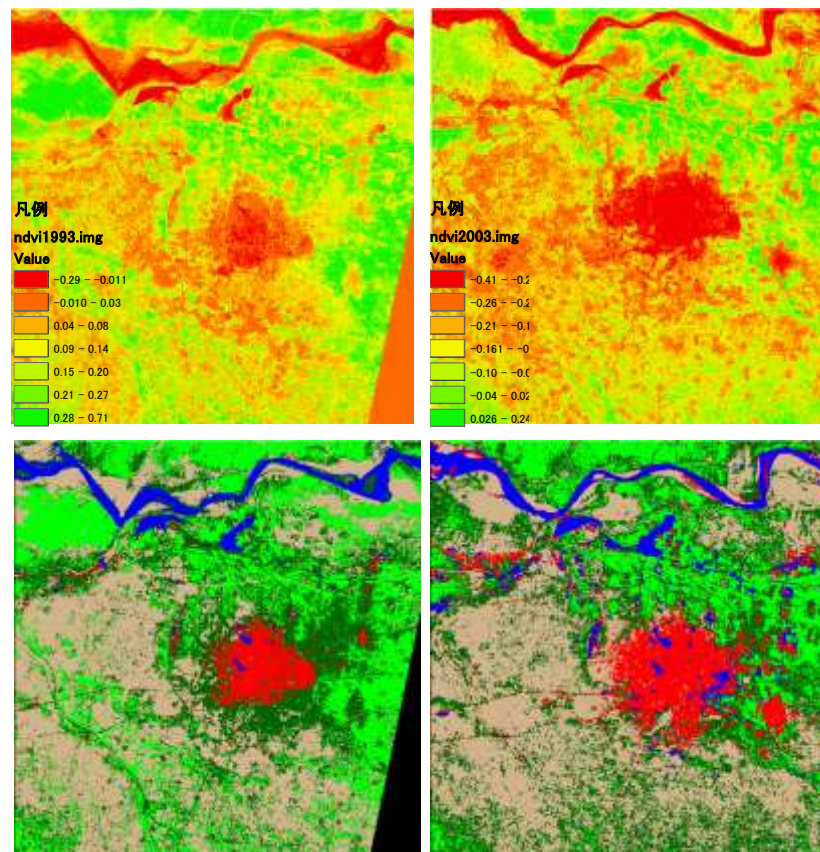 凡例
ndvi1993.img
Value
-0.29 - -0.011
-0.010 - 0.03
0.04 - 0.08
0.09 - 0.14
0.15 - 0.20
0.21 - 0.27
0.28 - 0.71
凡例
ndvi2003.img
Value
-0.41 - -0.2
-0.26 - -0.2
-0.21 - -0.1
-0.161 - -0
-0.10 - -0.0
-0.04 - 0.02
0.026 - 0.24